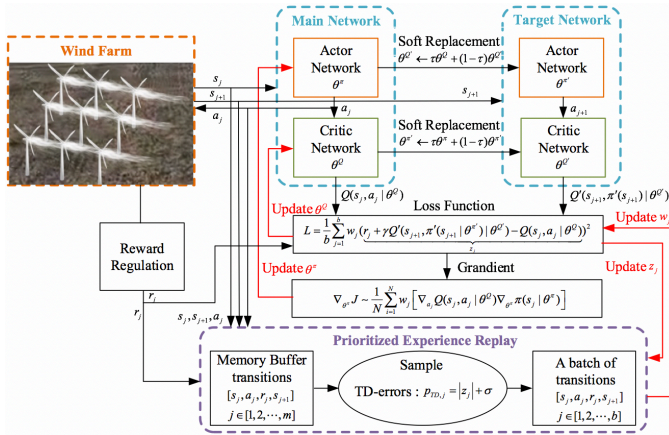 Main Network
Target Network
Wind Farm
Actor
Network
θ^π
Soft Replacement
θ^{Q'} ← τθ^Q + (1−τ)θ^{Q'}
Actor
Network
θ^{π'}
s_j
s_{j+1}
s_{j+1}
a_j
a_j
a_{j+1}
Critic
Network
θ^Q
Soft Replacement
θ^{π'} ← τθ^π + (1−τ)θ^{π'}
Critic
Network
θ^{Q'}
Q(s_j, a_j | θ^Q)
Q'(s_{j+1}, π'(s_{j+1}) | θ^{Q'})
Update θ^Q
Loss Function
Update w_j
L = 1/b ∑_{j=1}^{b} w_j (r_j + γQ'(s_{j+1}, π'(s_{j+1} | θ^{π'}) | θ^{Q'}) − Q(s_j, a_j | θ^Q))^2
z_j
Reward
Regulation
Update θ^π
Grandient
Update z_j
∇_{θ^π} J ∼ 1/N ∑_{i=1}^{N} w_j [∇_{a_j} Q(s_j, a_j | θ^Q) ∇_{θ^π} π(s_j | θ^π)]
r_j
r_j
s_j, s_{j+1}, a_j
Prioritized Experience Replay
Memory Buffer
transitions
[s_j, a_j, r_j, s_{j+1}]
j ∈ [1, 2, ⋯, m]
Sample
TD-errors : p_{TD,j} = |z_j| + σ
A batch of
transitions
[s_j, a_j, r_j, s_{j+1}]
j ∈ [1, 2, ⋯, b]